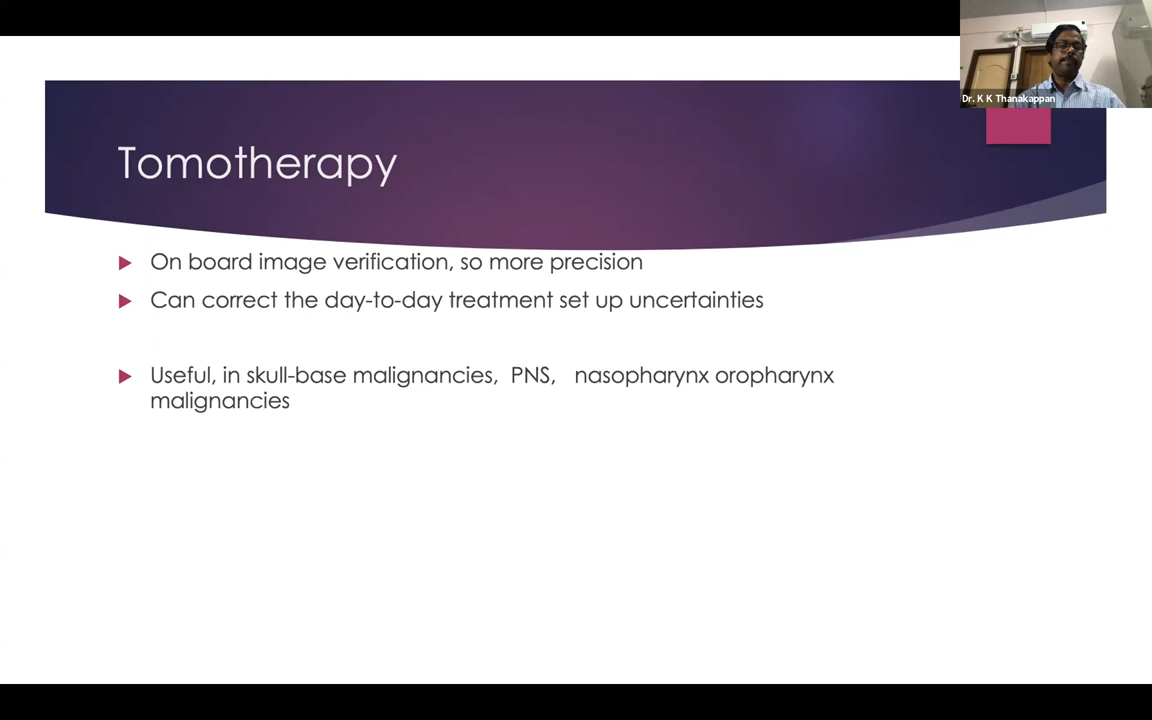 Dr. K K Thanakappan
Tomotherapy
On board image verification, so more precision
Can correct the day-to-day treatment set up uncertainties
Useful, in skull-base malignancies, PNS, nasopharynx oropharynx
malignancies